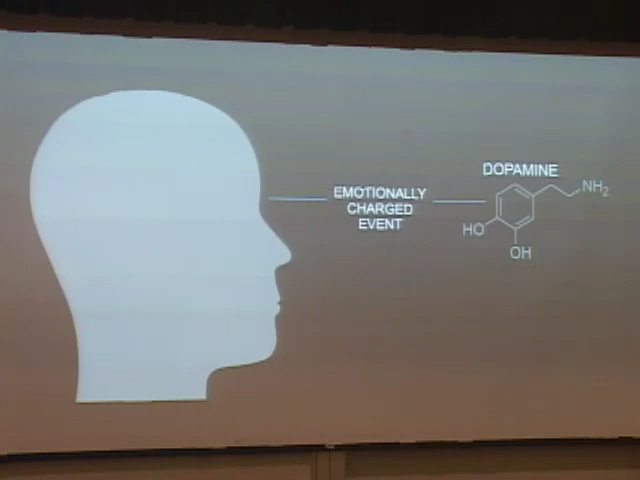 EMOTIONALLY
CHARGED
EVENT
DOPAMINE
NH₂
HO
OH